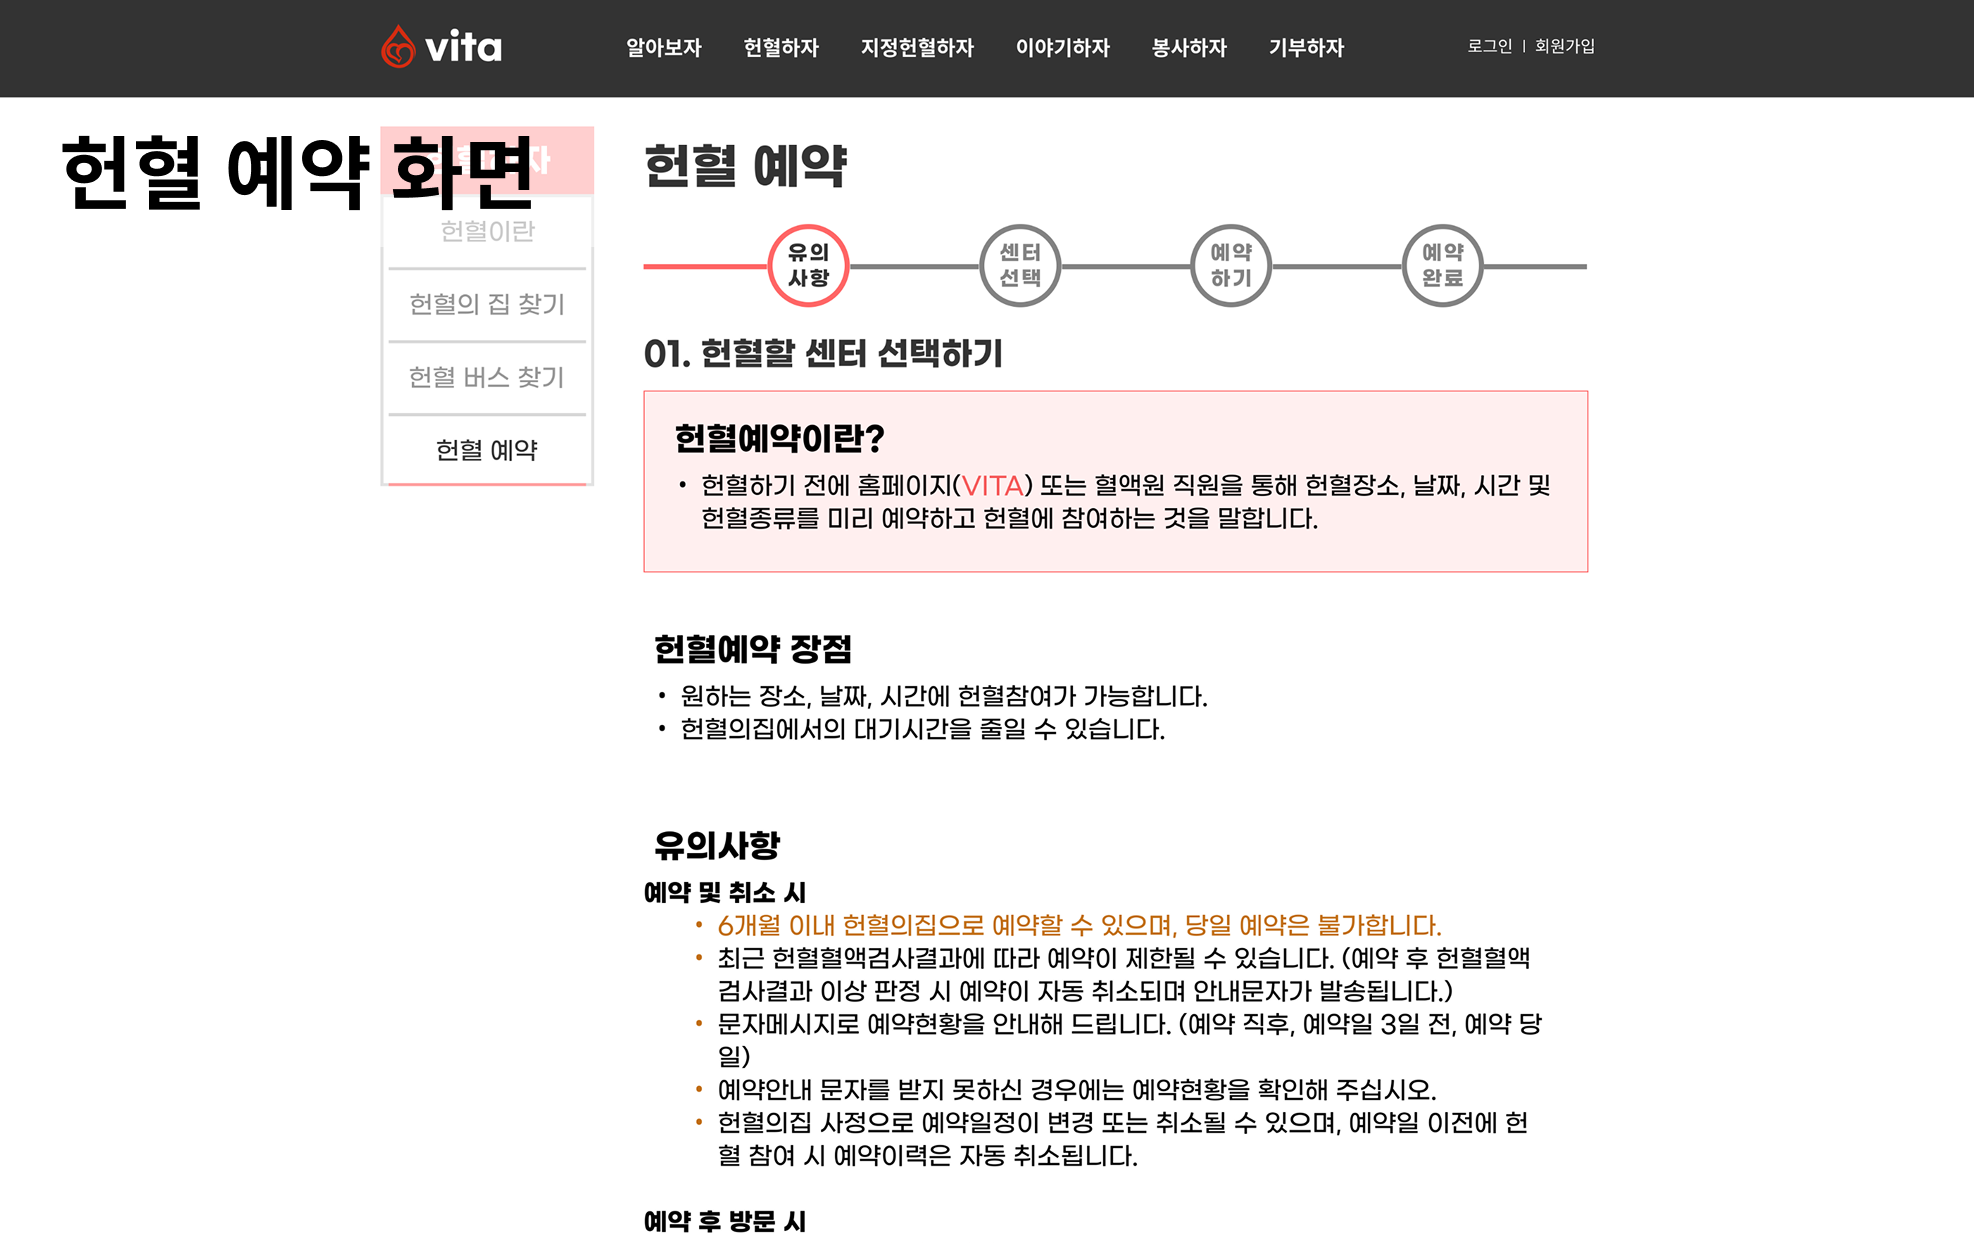 vita
알아보자 헌혈하자 지정헌혈하자 이야기하자 봉사하자 기부하자
로그인 | 회원가입
헌혈 예약 화면
자
헌혈이란
헌혈의 집 찾기
헌혈 버스 찾기
헌혈 예약
헌혈 예약
유의
사항
센터
선택
예약
하기
예약
완료
01. 헌혈할 센터 선택하기
헌혈예약이란?
• 헌혈하기 전에 홈페이지(VITA) 또는 혈액원 직원을 통해 헌혈장소, 날짜, 시간 및
헌혈종류를 미리 예약하고 헌혈에 참여하는 것을 말합니다.
헌혈예약 장점
• 원하는 장소, 날짜, 시간에 헌혈참여가 가능합니다.
• 헌혈의집에서의 대기시간을 줄일 수 있습니다.
유의사항
예약 및 취소 시
• 6개월 이내 헌혈의집으로 예약할 수 있으며, 당일 예약은 불가합니다.
• 최근 헌혈혈액검사결과에 따라 예약이 제한될 수 있습니다. (예약 후 헌혈혈액
검사결과 이상 판정 시 예약이 자동 취소되며 안내문자가 발송됩니다.)
• 문자메시지로 예약현황을 안내해 드립니다. (예약 직후, 예약일 3일 전, 예약 당
일)
• 예약안내 문자를 받지 못하신 경우에는 예약현황을 확인해 주십시오.
• 헌혈의집 사정으로 예약일정이 변경 또는 취소될 수 있으며, 예약일 이전에 헌
혈 참여 시 예약이력은 자동 취소됩니다.
예약 후 방문 시